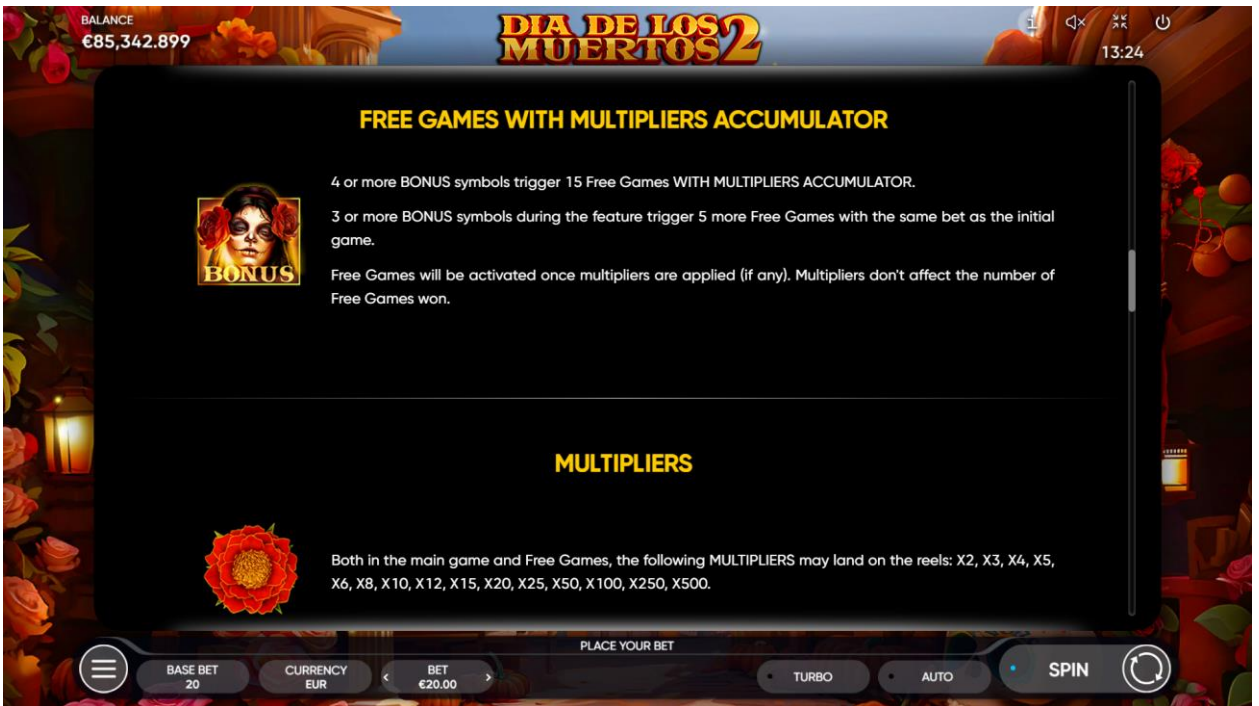 BALANCE
€85,342.899
DIA DE LOS
MUERTOS 2
13:24
FREE GAMES WITH MULTIPLIERS ACCUMULATOR
4 or more BONUS symbols trigger 15 Free Games WITH MULTIPLIERS ACCUMULATOR.
3 or more BONUS symbols during the feature trigger 5 more Free Games with the same bet as the initial
game.
BONUS
Free Games will be activated once multipliers are applied (if any). Multipliers don't affect the number of
Free Games won.
MULTIPLIERS
Both in the main game and Free Games, the following MULTIPLIERS may land on the reels: X2, X3, X4, X5,
X6, X8, X10, X12, X15, X20, X25, X50, X100, X250, X500.
PLACE YOUR BET
BASE BET
20
CURRENCY
EUR
BET
€20.00
TURBO
AUTO
SPIN